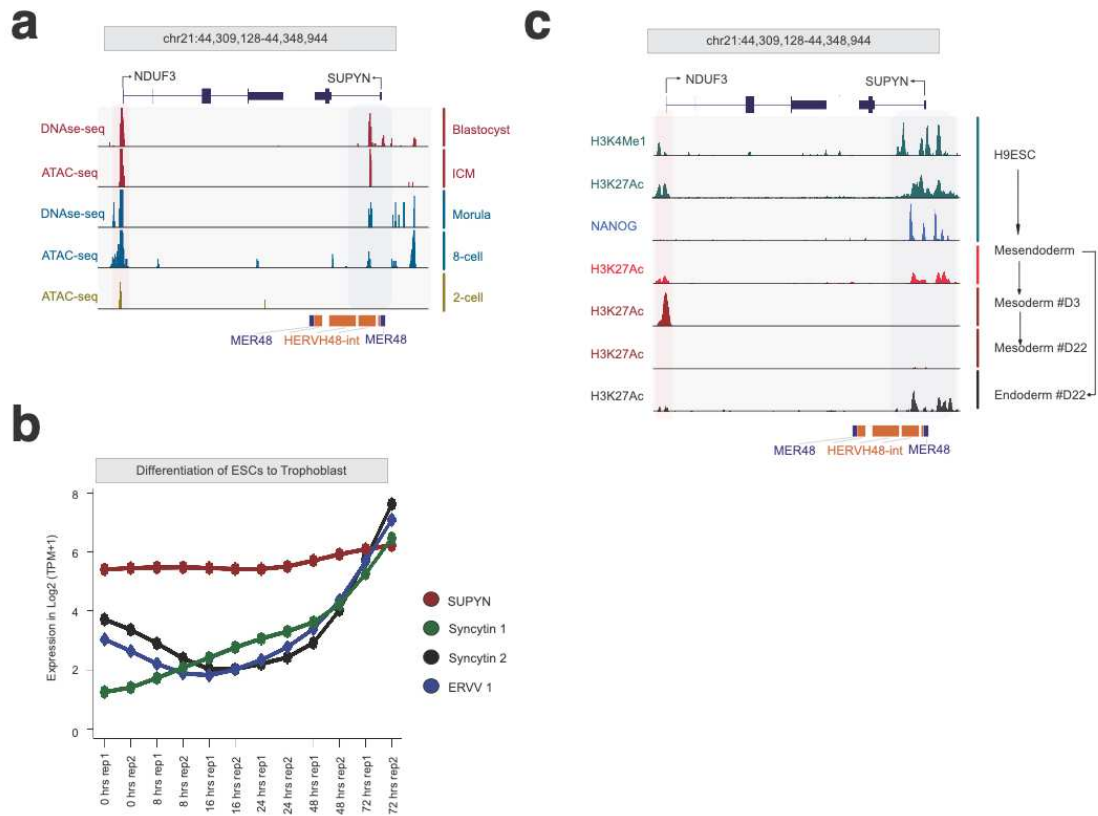 a
chr21:44,309,128-44,348,944
NDUF3
SUPYN
DNAse-seq
Blastocyst
ATAC-seq
ICM
DNAse-seq
Morula
ATAC-seq
8-cell
ATAC-seq
2-cell
MER48 HERVH48-int MER48
b
Differentiation of ESCs to Trophoblast
Expression in Log2 (TPM+1)
8
6
4
2
0
0 hrs rep1
0 hrs rep2
8 hrs rep1
8 hrs rep2
16 hrs rep1
16 hrs rep2
24 hrs rep1
24 hrs rep2
48 hrs rep1
48 hrs rep2
72 hrs rep1
72 hrs rep2
SUPYN
Syncytin 1
Syncytin 2
ERVV 1
c
chr21:44,309,128-44,348,944
NDUF3
SUPYN
H3K4Me1
H9ESC
H3K27Ac
NANOG
Mesendoderm
H3K27Ac
H3K27Ac
Mesoderm #D3
H3K27Ac
Mesoderm #D22
H3K27Ac
Endoderm #D22
MER48 HERVH48-int MER48